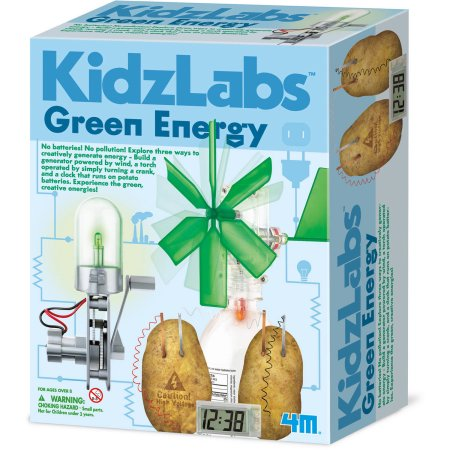 KidzLabs™
Green Energy
No batteries! No pollution! Explore three ways to
creatively generate energy - Build a
generator powered by wind, a torch
operated by simply turning a crank,
and a clock that runs on potato
batteries. Experience the green,
creative energies!
FOR AGES OVER 8
WARNING:
CHOKING HAZARD - Small parts.
Not for Children under 3 years.
Caution!
High Voltage
12:38
4M
12:38
KidzLabs™
Green Energy